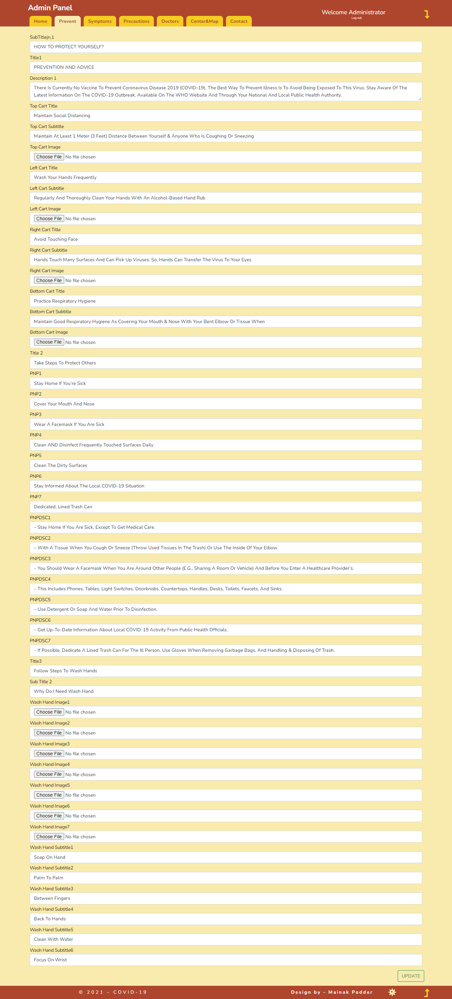 Admin Panel
Welcome Administrator
Log out
Home Prevent Symptoms Precautions Doctors Center&Map Contact
SubTitlejn,1
HOW TO PROTECT YOURSELF?
Title1
PREVENTION AND ADVICE
Description 1
There Is Currently No Vaccine To Prevent Coronavirus Disease 2019 (COVID-19). The Best Way To Prevent Illness Is To Avoid Being Exposed To This Virus. Stay Aware Of The
Latest Information On The COVID-19 Outbreak, Available On The WHO Website And Through Your National And Local Public Health Authority.
Top Cart Title
Maintain Social Distancing
Top Cart Subtitle
Maintain At Least 1 Meter (3 Feet) Distance Between Yourself & Anyone Who Is Coughing Or Sneezing
Top Cart Image
Choose File No file chosen
Left Cart Title
Wash Your Hands Frequently
Left Cart Subtitle
Regularly And Thoroughly Clean Your Hands With An Alcohol-Based Hand Rub
Left Cart Image
Choose File No file chosen
Right Cart Title
Avoid Touching Face
Right Cart Subtitle
Hands Touch Many Surfaces And Can Pick Up Viruses. So, Hands Can Transfer The Virus To Your Eyes
Right Cart Image
Choose File No file chosen
Bottom Cart Title
Practice Respiratory Hygiene
Bottom Cart Subtitle
Maintain Good Respiratory Hygiene As Covering Your Mouth & Nose With Your Bent Elbow Or Tissue When
Bottom Cart Image
Choose File No file chosen
Title 2
Take Steps To Protect Others
PNP1
Stay Home If You're Sick
PNP2
Cover Your Mouth And Nose
PNP3
Wear A Facemask If You Are Sick
PNP4
Clean AND Disinfect Frequently Touched Surfaces Daily
PNP5
Clean The Dirty Surfaces
PNP6
Stay Informed About The Local COVID-19 Situation
PNP7
Dedicated, Lined Trash Can
PNPDSC1
– Stay Home If You Are Sick, Except To Get Medical Care.
PNPDSC2
– With A Tissue When You Cough Or Sneeze (Throw Used Tissues In The Trash) Or Use The Inside Of Your Elbow.
PNPDSC3
– You Should Wear A Facemask When You Are Around Other People (E.G., Sharing A Room Or Vehicle) And Before You Enter A Healthcare Provider's.
PNPDSC4
– This Includes Phones, Tables, Light Switches, Doorknobs, Countertops, Handles, Desks, Toilets, Faucets, And Sinks.
PNPDSC5
– Use Detergent Or Soap And Water Prior To Disinfection.
PNPDSC6
– Get Up-To-Date Information About Local COVID-19 Activity From Public Health Officials.
PNPDSC7
– If Possible, Dedicate A Lined Trash Can For The Ill Person. Use Gloves When Removing Garbage Bags, And Handling & Disposing Of Trash.
Title3
Follow Steps To Wash Hands
Sub Title 2
Why Do I Need Wash Hand
Wash Hand Image1
Choose File No file chosen
Wash Hand Image2
Choose File No file chosen
Wash Hand Image3
Choose File No file chosen
Wash Hand Image4
Choose File No file chosen
Wash Hand Image5
Choose File No file chosen
Wash Hand Image6
Choose File No file chosen
Wash Hand Image7
Choose File No file chosen
Wash Hand Subtitle1
Soap On Hand
Wash Hand Subtitle2
Palm To Palm
Wash Hand Subtitle3
Between Fingers
Wash Hand Subtitle4
Back To Hands
Wash Hand Subtitle5
Clean With Water
Wash Hand Subtitle6
Focus On Wrist
UPDATE
© 2021 - COVID-19 Design by - Mainak Podder